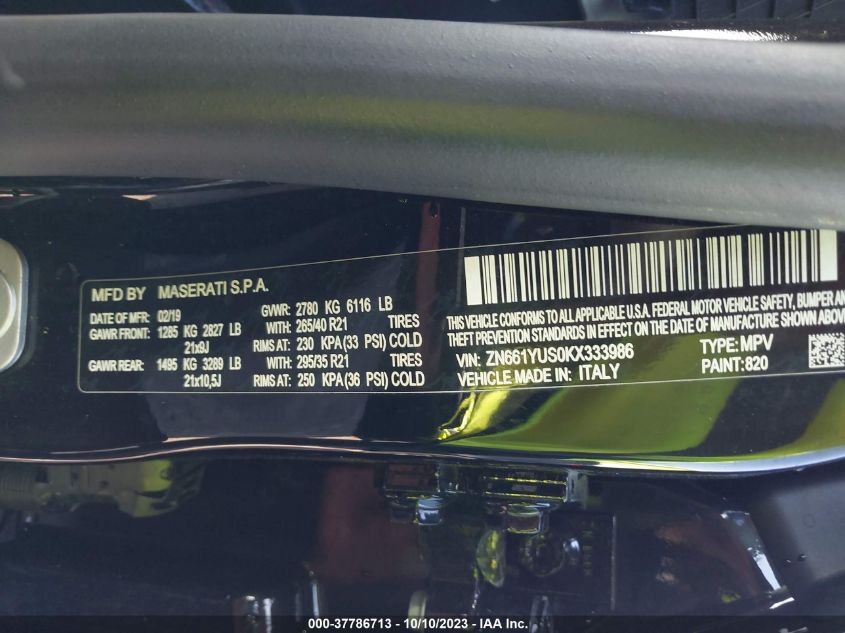 MFD BY MASERATI S.P.A.
DATE OF MFR: 02/19 GVWR: 2780 KG 6116 LB
GAWR FRONT: 1285 KG 2827 LB WITH: 265/40 R21 TIRES
21x9J RIMS AT: 230 KPA(33 PSI) COLD
GAWR REAR: 1495 KG 3289 LB WITH: 295/35 R21 TIRES
21x10,5J RIMS AT: 250 KPA(36 PSI) COLD
THIS VEHICLE CONFORMS TO ALL APPLICABLE U.S.A. FEDERAL MOTOR VEHICLE SAFETY, BUMPER AN
THEFT PREVENTION STANDARDS IN EFFECT ON THE DATE OF MANUFACTURE SHOWN ABOVE
VIN: ZN661YUS0KX333986 TYPE: MPV
VEHICLE MADE IN: ITALY PAINT:820
000-37786713 - 10/10/2023 - IAA Inc.